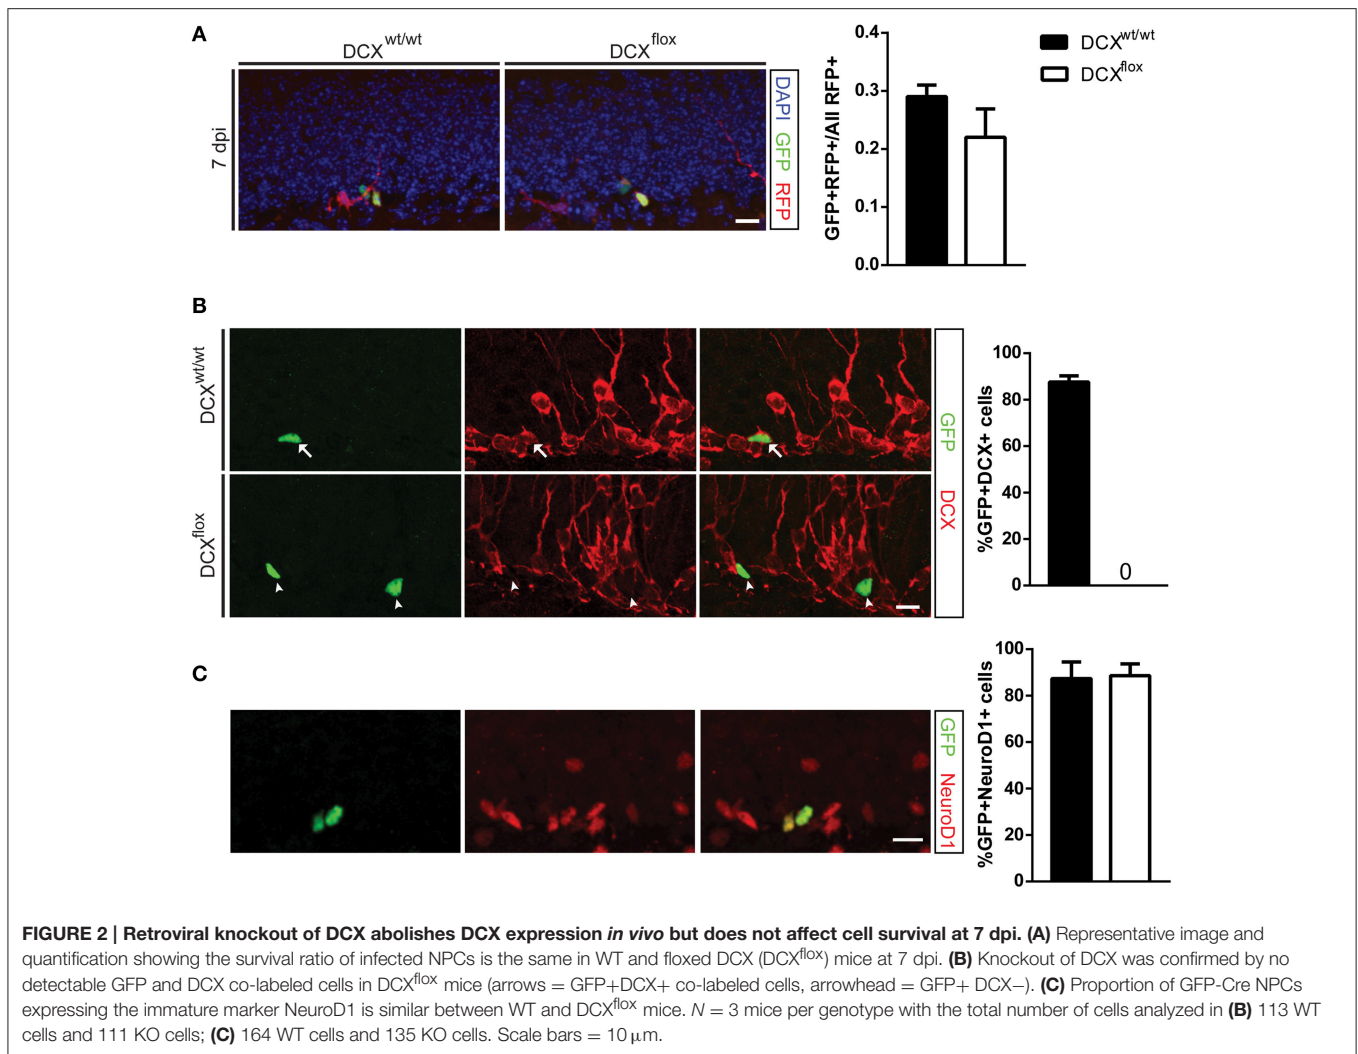 A
DCXwt/wt
DCXflox
7 dpi
DAPI GFP RFP
GFP+RFP+/All RFP+
0.4
0.3
0.2
0.1
0.0
DCXwt/wt
DCXflox
B
DCXwt/wt
DCXflox
GFP DCX
%GFP+DCX+ cells
100
80
60
40
20
0
0
C
GFP NeuroD1
%GFP+NeuroD1+ cells
100
80
60
40
20
0
FIGURE 2 | Retroviral knockout of DCX abolishes DCX expression in vivo but does not affect cell survival at 7 dpi. (A) Representative image and
quantification showing the survival ratio of infected NPCs is the same in WT and floxed DCX (DCXflox) mice at 7 dpi. (B) Knockout of DCX was confirmed by no
detectable GFP and DCX co-labeled cells in DCXflox mice (arrows = GFP+DCX+ co-labeled cells, arrowhead = GFP+ DCX−). (C) Proportion of GFP-Cre NPCs
expressing the immature marker NeuroD1 is similar between WT and DCXflox mice. N = 3 mice per genotype with the total number of cells analyzed in (B) 113 WT
cells and 111 KO cells; (C) 164 WT cells and 135 KO cells. Scale bars = 10 μm.